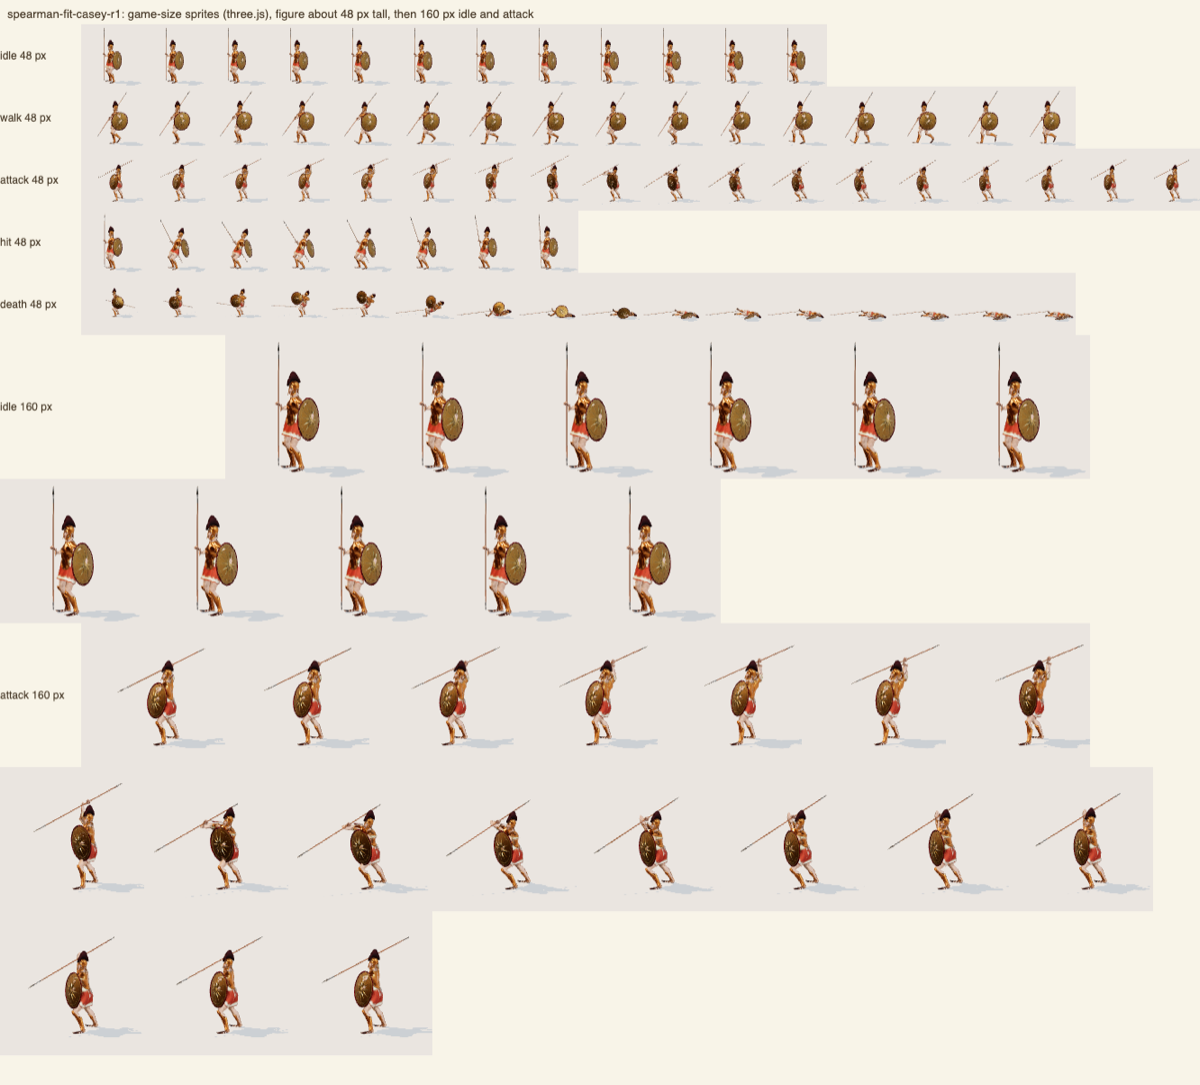 spearman-fit-casey-r1: game-size sprites (three.js), figure about 48 px tall, then 160 px idle and attack
idle 48 px
walk 48 px
attack 48 px
hit 48 px
death 48 px
idle 160 px
attack 160 px